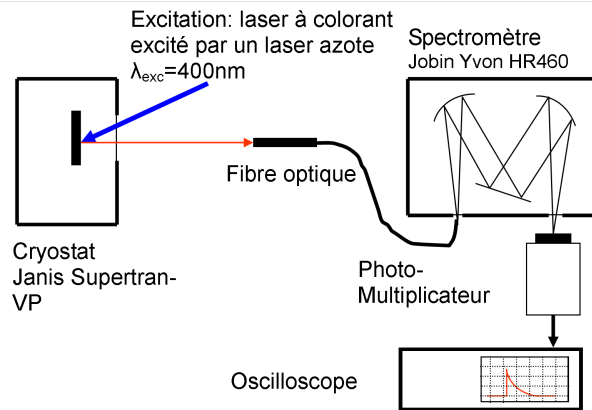 Excitation: laser à colorant
excité par un laser azote
λexc=400nm
Spectromètre
Jobin Yvon HR460
Fibre optique
Cryostat
Janis Supertran-
VP
Photo-
Multiplicateur
Oscilloscope